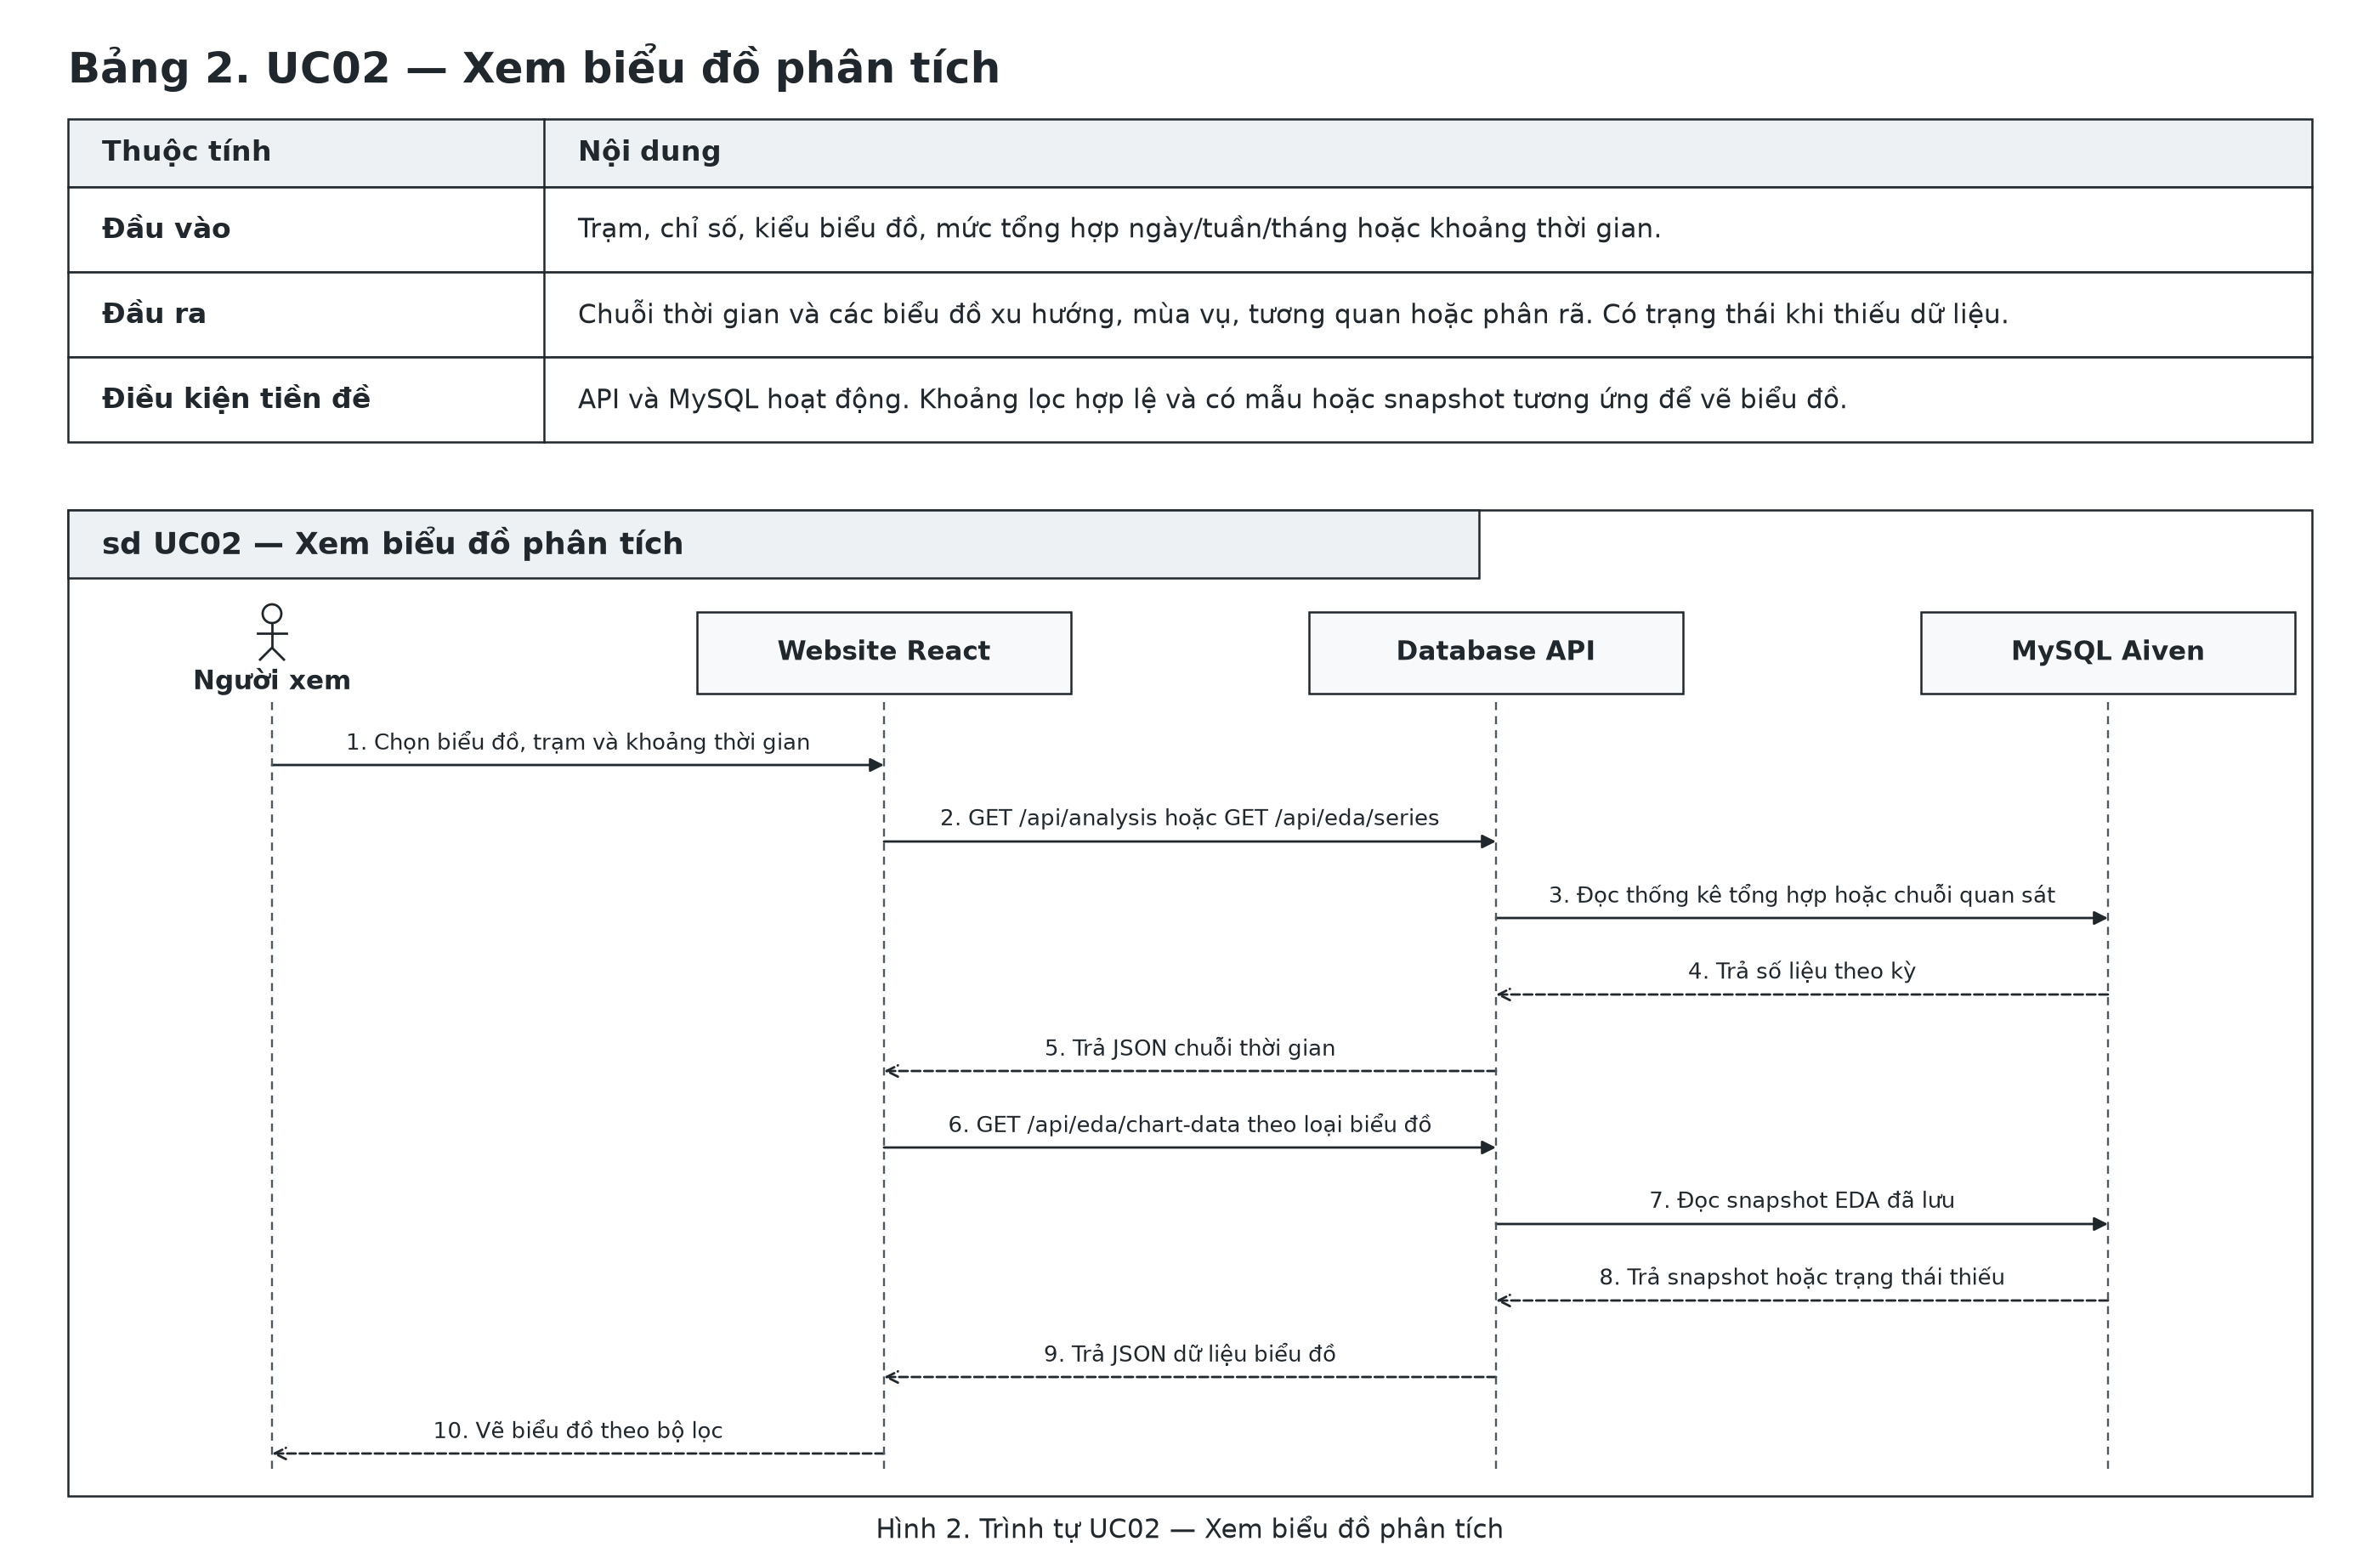 Bảng 2. UC02 — Xem biểu đồ phân tích
Thuộc tính
Nội dung
Đầu vào
Trạm, chỉ số, kiểu biểu đồ, mức tổng hợp ngày/tuần/tháng hoặc khoảng thời gian.
Đầu ra
Chuỗi thời gian và các biểu đồ xu hướng, mùa vụ, tương quan hoặc phân rã. Có trạng thái khi thiếu dữ liệu.
Điều kiện tiền đề
API và MySQL hoạt động. Khoảng lọc hợp lệ và có mẫu hoặc snapshot tương ứng để vẽ biểu đồ.
sd UC02 — Xem biểu đồ phân tích
Người xem
Website React
Database API
MySQL Aiven
1. Chọn biểu đồ, trạm và khoảng thời gian
2. GET /api/analysis hoặc GET /api/eda/series
3. Đọc thống kê tổng hợp hoặc chuỗi quan sát
4. Trả số liệu theo kỳ
5. Trả JSON chuỗi thời gian
6. GET /api/eda/chart-data theo loại biểu đồ
7. Đọc snapshot EDA đã lưu
8. Trả snapshot hoặc trạng thái thiếu
9. Trả JSON dữ liệu biểu đồ
10. Vẽ biểu đồ theo bộ lọc
Hình 2. Trình tự UC02 — Xem biểu đồ phân tích